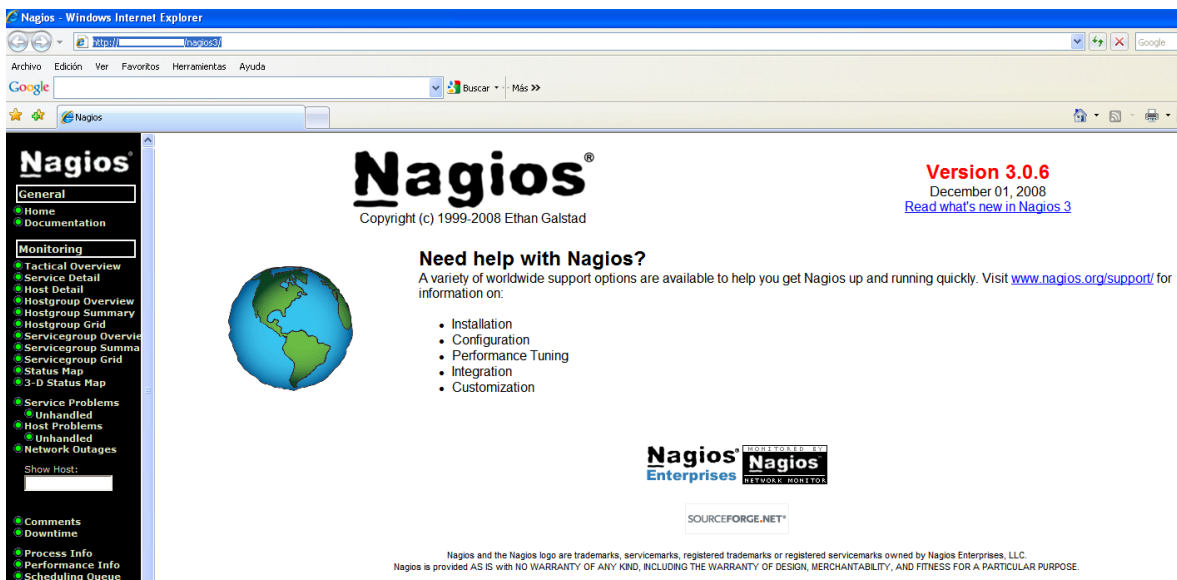 Nagios - Windows Internet Explorer
http:// /nagios3/
Google
Archivo Edición Ver Favoritos Herramientas Ayuda
Google Buscar Más >>
Nagios
Nagios®
General
Home
Documentation
Monitoring
Tactical Overview
Service Detail
Host Detail
Hostgroup Overview
Hostgroup Summary
Hostgroup Grid
Servicegroup Overvie
Servicegroup Summa
Servicegroup Grid
Status Map
3-D Status Map
Service Problems
Unhandled
Host Problems
Unhandled
Network Outages
Show Host:
Comments
Downtime
Process Info
Performance Info
Scheduling Queue
Nagios®
Copyright (c) 1999-2008 Ethan Galstad
Version 3.0.6
December 01, 2008
Read what's new in Nagios 3
Need help with Nagios?
A variety of worldwide support options are available to help you get Nagios up and running quickly. Visit www.nagios.org/support/ for
information on:
• Installation
• Configuration
• Performance Tuning
• Integration
• Customization
Nagios®
Enterprises
MONITORED BY
Nagios™
NETWORK MONITOR
SOURCEFORGE.NET®
Nagios and the Nagios logo are trademarks, servicemarks, registered trademarks or registered servicemarks owned by Nagios Enterprises, LLC.
Nagios is provided AS IS with NO WARRANTY OF ANY KIND, INCLUDING THE WARRANTY OF DESIGN, MERCHANTABILITY, AND FITNESS FOR A PARTICULAR PURPOSE.